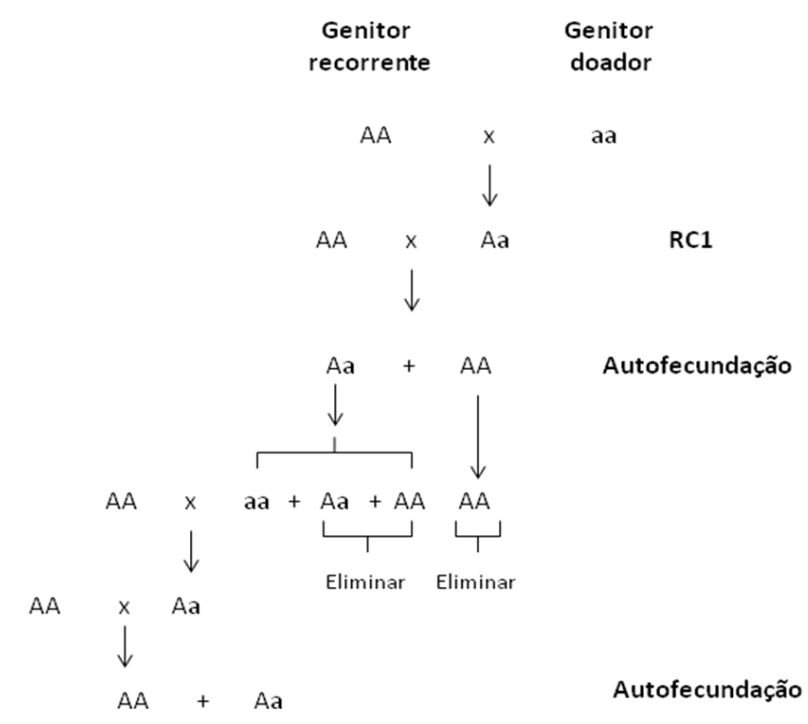 Genitor recorrente Genitor doador
AA x aa
AA x Aa RC1
Aa + AA Autofecundação
AA x aa + Aa + AA AA
Eliminar Eliminar
AA x Aa
AA + Aa Autofecundação